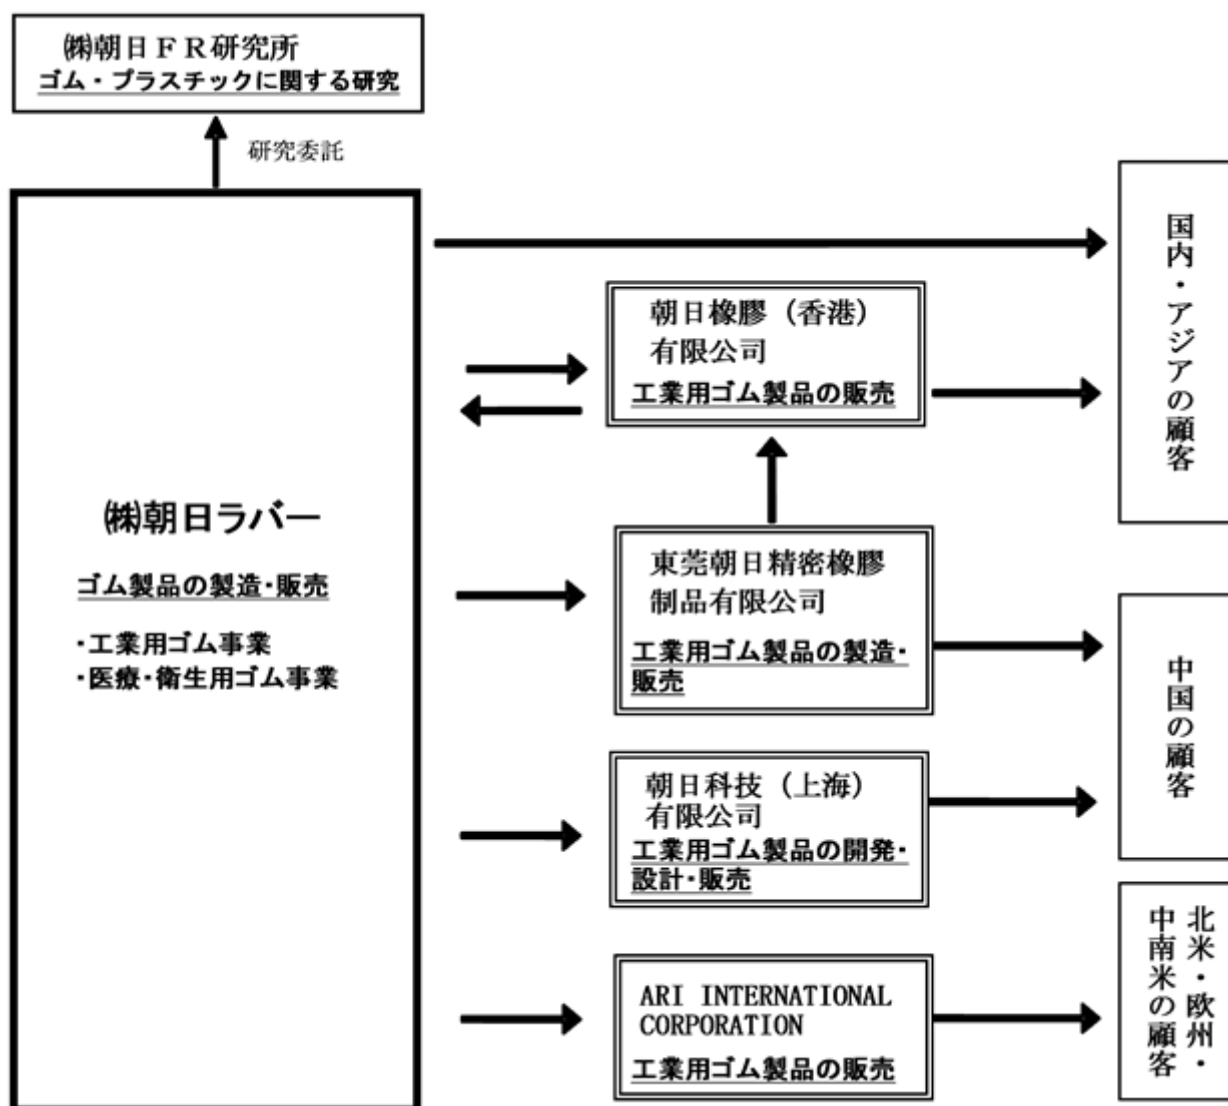 ㈱朝日ＦＲ研究所
ゴム・プラスチックに関する研究
研究委託
㈱朝日ラバー
ゴム製品の製造・販売
・工業用ゴム事業
・医療・衛生用ゴム事業
朝日橡膠（香港）
有限公司
工業用ゴム製品の販売
東莞朝日精密橡膠
制品有限公司
工業用ゴム製品の製造・
販売
朝日科技（上海）
有限公司
工業用ゴム製品の開発・
設計・販売
ARI INTERNATIONAL
CORPORATION
工業用ゴム製品の販売
国内・アジアの顧客
中国の顧客
北米・欧州・
中南米の顧客